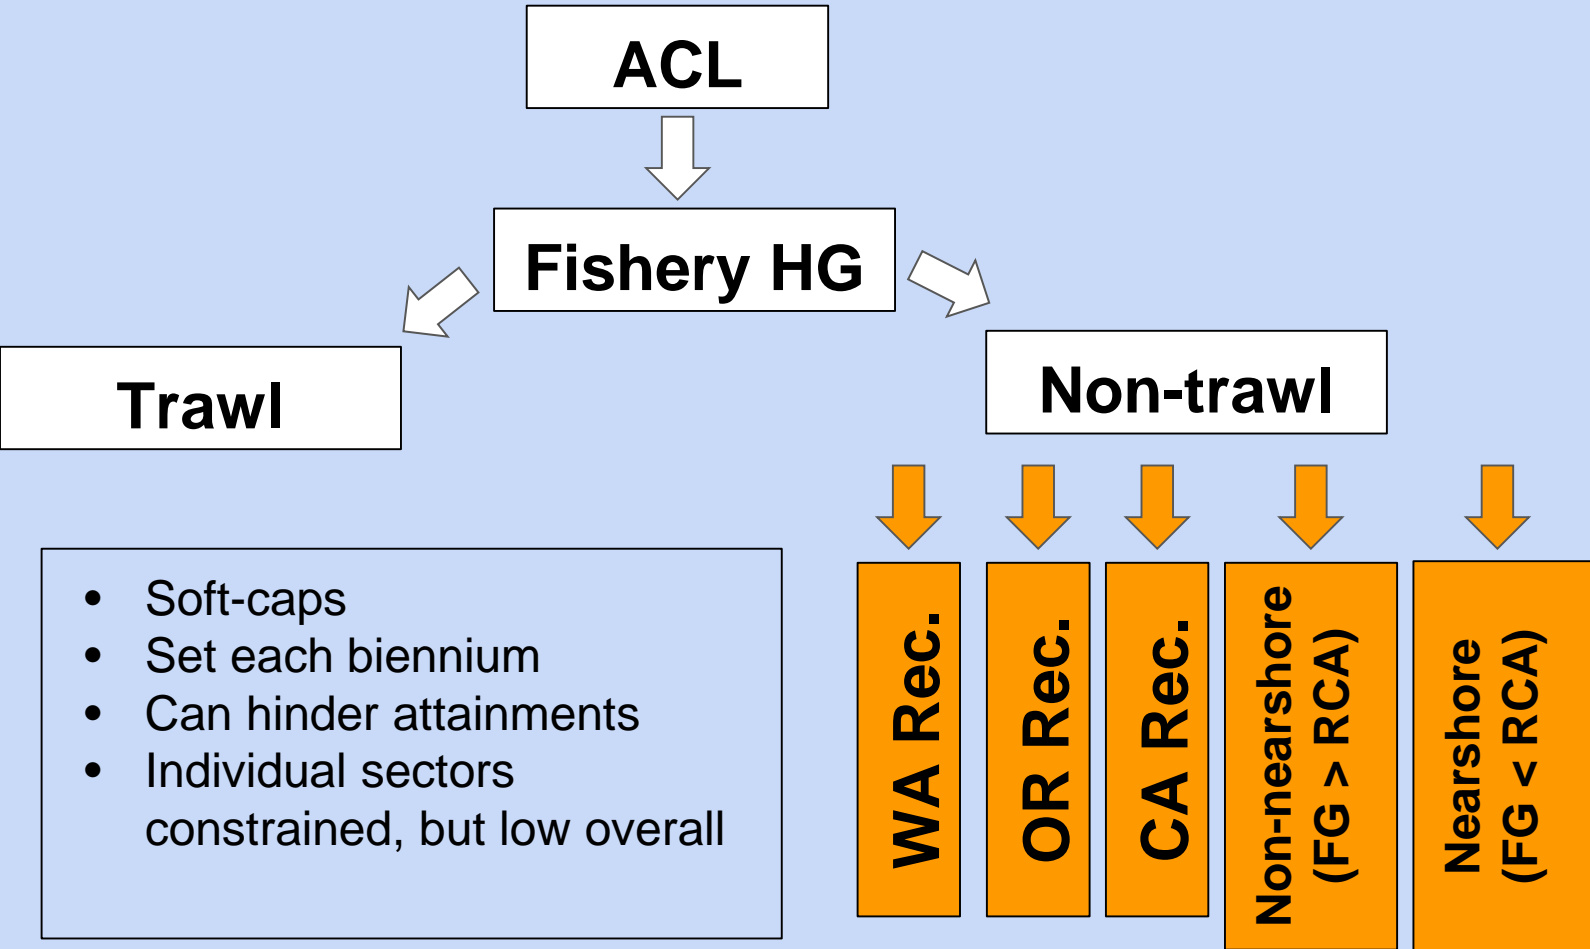 ACL
Fishery HG
Trawl
Non-trawl
• Soft-caps
• Set each biennium
• Can hinder attainments
• Individual sectors
constrained, but low overall
WA Rec.
OR Rec.
CA Rec.
Non-nearshore
(FG > RCA)
Nearshore
(FG < RCA)